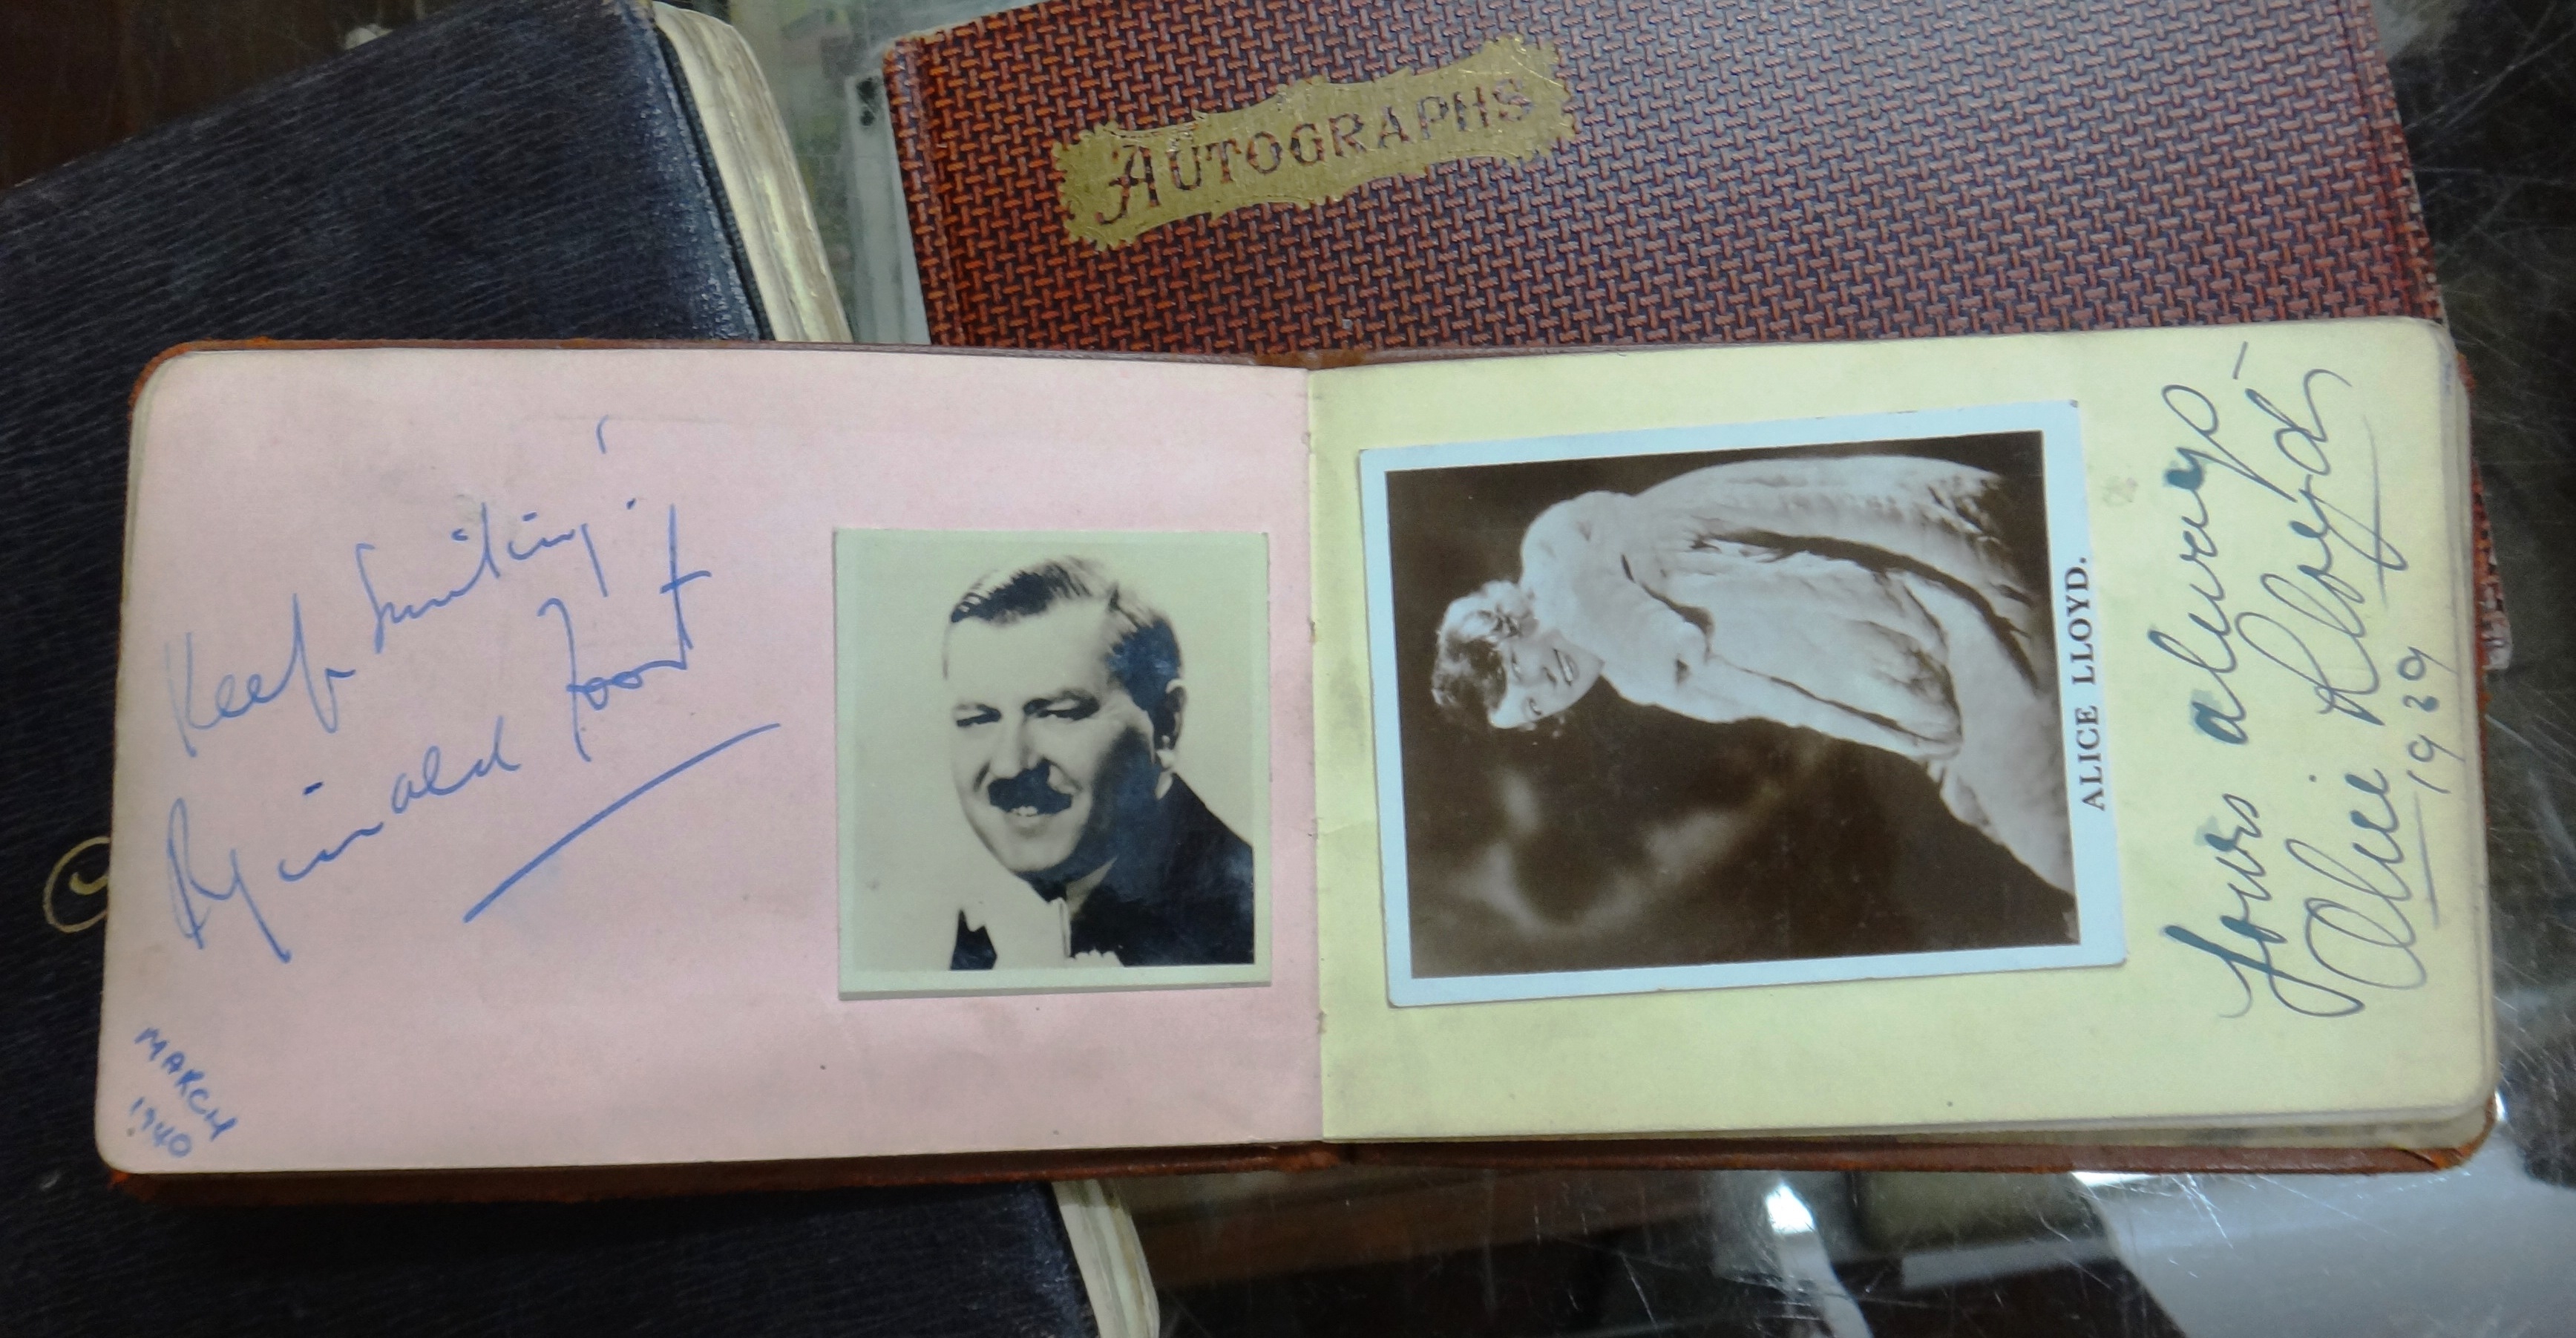 AUTOGRAPHS
Keep Smiling!
Reginald Foort
MARCH
1940
ALICE LLOYD.
Yours always
Alice Lloyd
1929